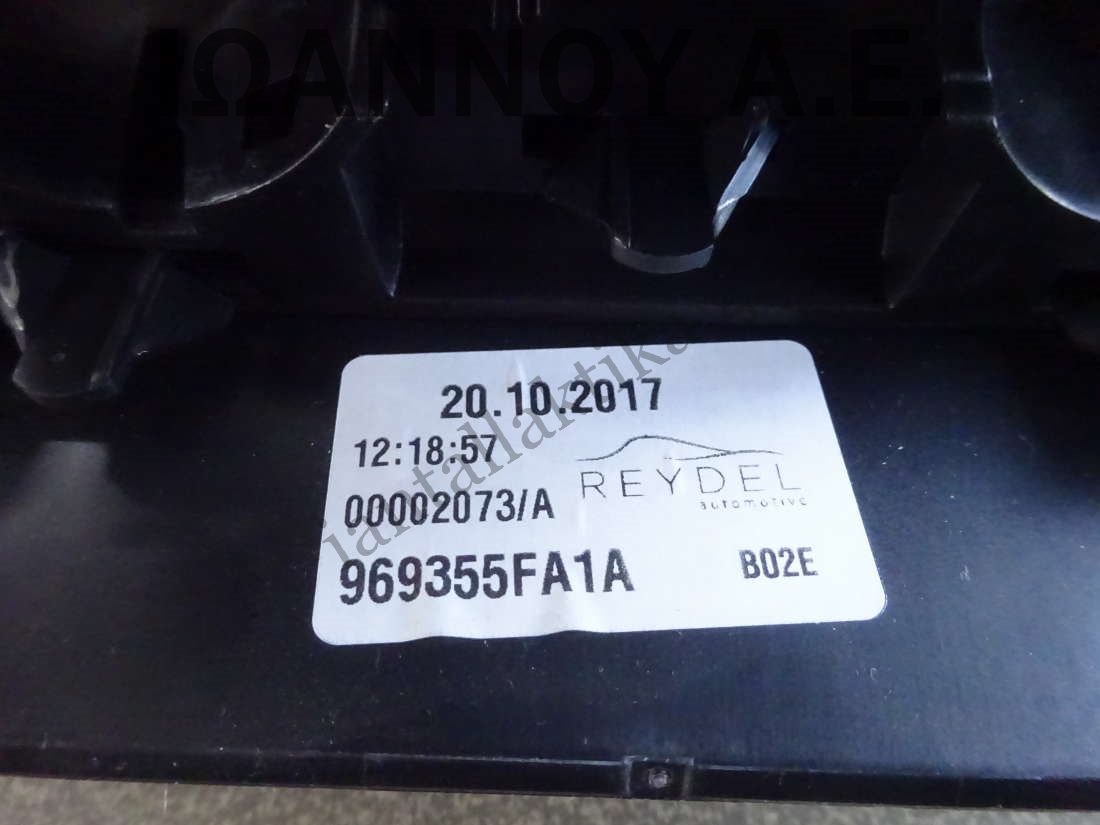 ΙΩΑΝΝΟΥ Α.Ε.
20.10.2017
12:18:57
REYDEL
automotive
00002073/A
969355FA1A
B02E